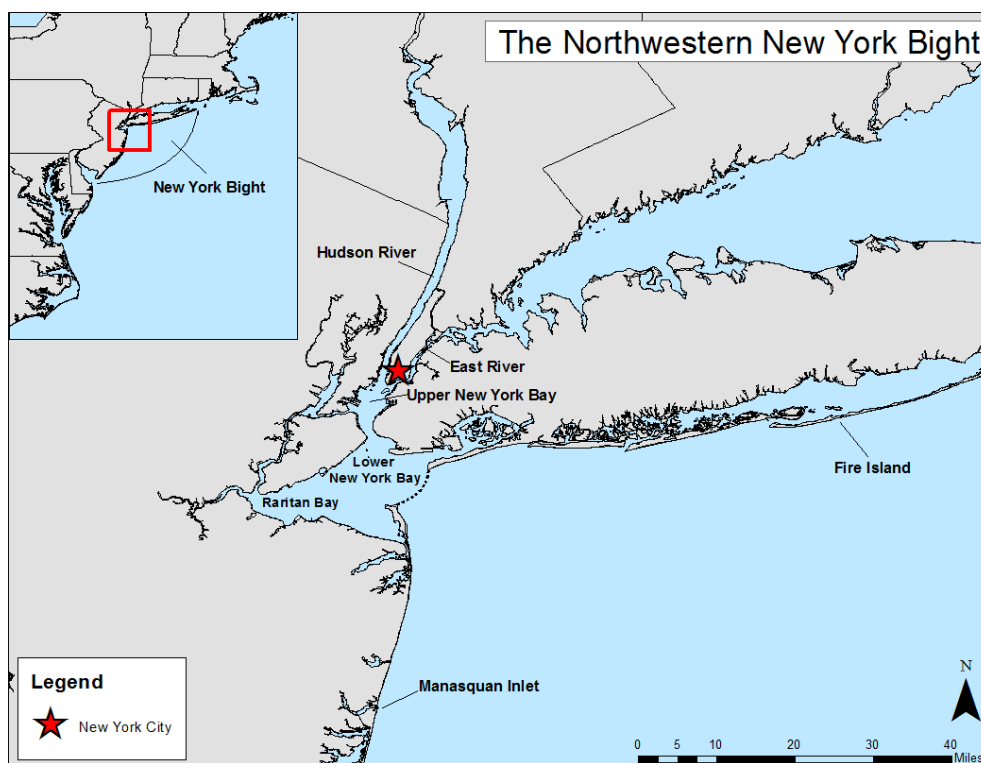 The Northwestern New York Bight
New York Bight
Hudson River
East River
Upper New York Bay
Lower
New York Bay
Raritan Bay
Fire Island
Manasquan Inlet
Legend
New York City
N
0 5 10 20 30 40
Miles